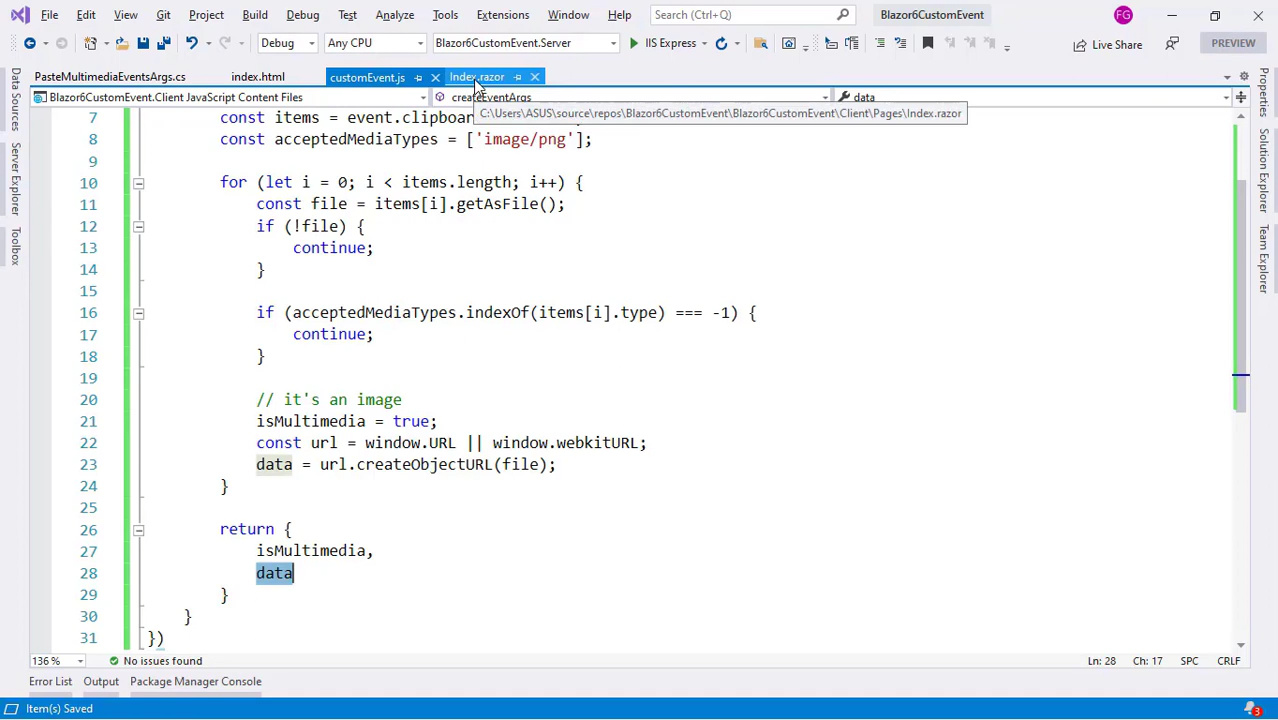 File Edit View Git Project Build Debug Test Analyze Tools Extensions Window Help Search (Ctrl+Q) Blazor6CustomEvent FG
Debug Any CPU Blazor6CustomEvent.Server IIS Express Live Share PREVIEW
PasteMultimediaEventsArgs.cs index.html customEvent.js Index.razor
Blazor6CustomEvent.Client JavaScript Content Files createEventArgs data
C:\Users\ASUS\source\repos\Blazor6CustomEvent\Blazor6CustomEvent\Client\Pages\Index.razor
7 const items = event.clipboa
8 const acceptedMediaTypes = ['image/png'];
9
10 for (let i = 0; i < items.length; i++) {
11 const file = items[i].getAsFile();
12 if (!file) {
13 continue;
14 }
15
16 if (acceptedMediaTypes.indexOf(items[i].type) === -1) {
17 continue;
18 }
19
20 // it's an image
21 isMultimedia = true;
22 const url = window.URL || window.webkitURL;
23 data = url.createObjectURL(file);
24 }
25
26 return {
27 isMultimedia,
28 data
29 }
30 }
31 })
136 % No issues found Ln: 28 Ch: 17 SPC CRLF
Error List Output Package Manager Console
Item(s) Saved 3
Data Sources
Server Explorer
Toolbox
Properties
Solution Explorer
Team Explorer